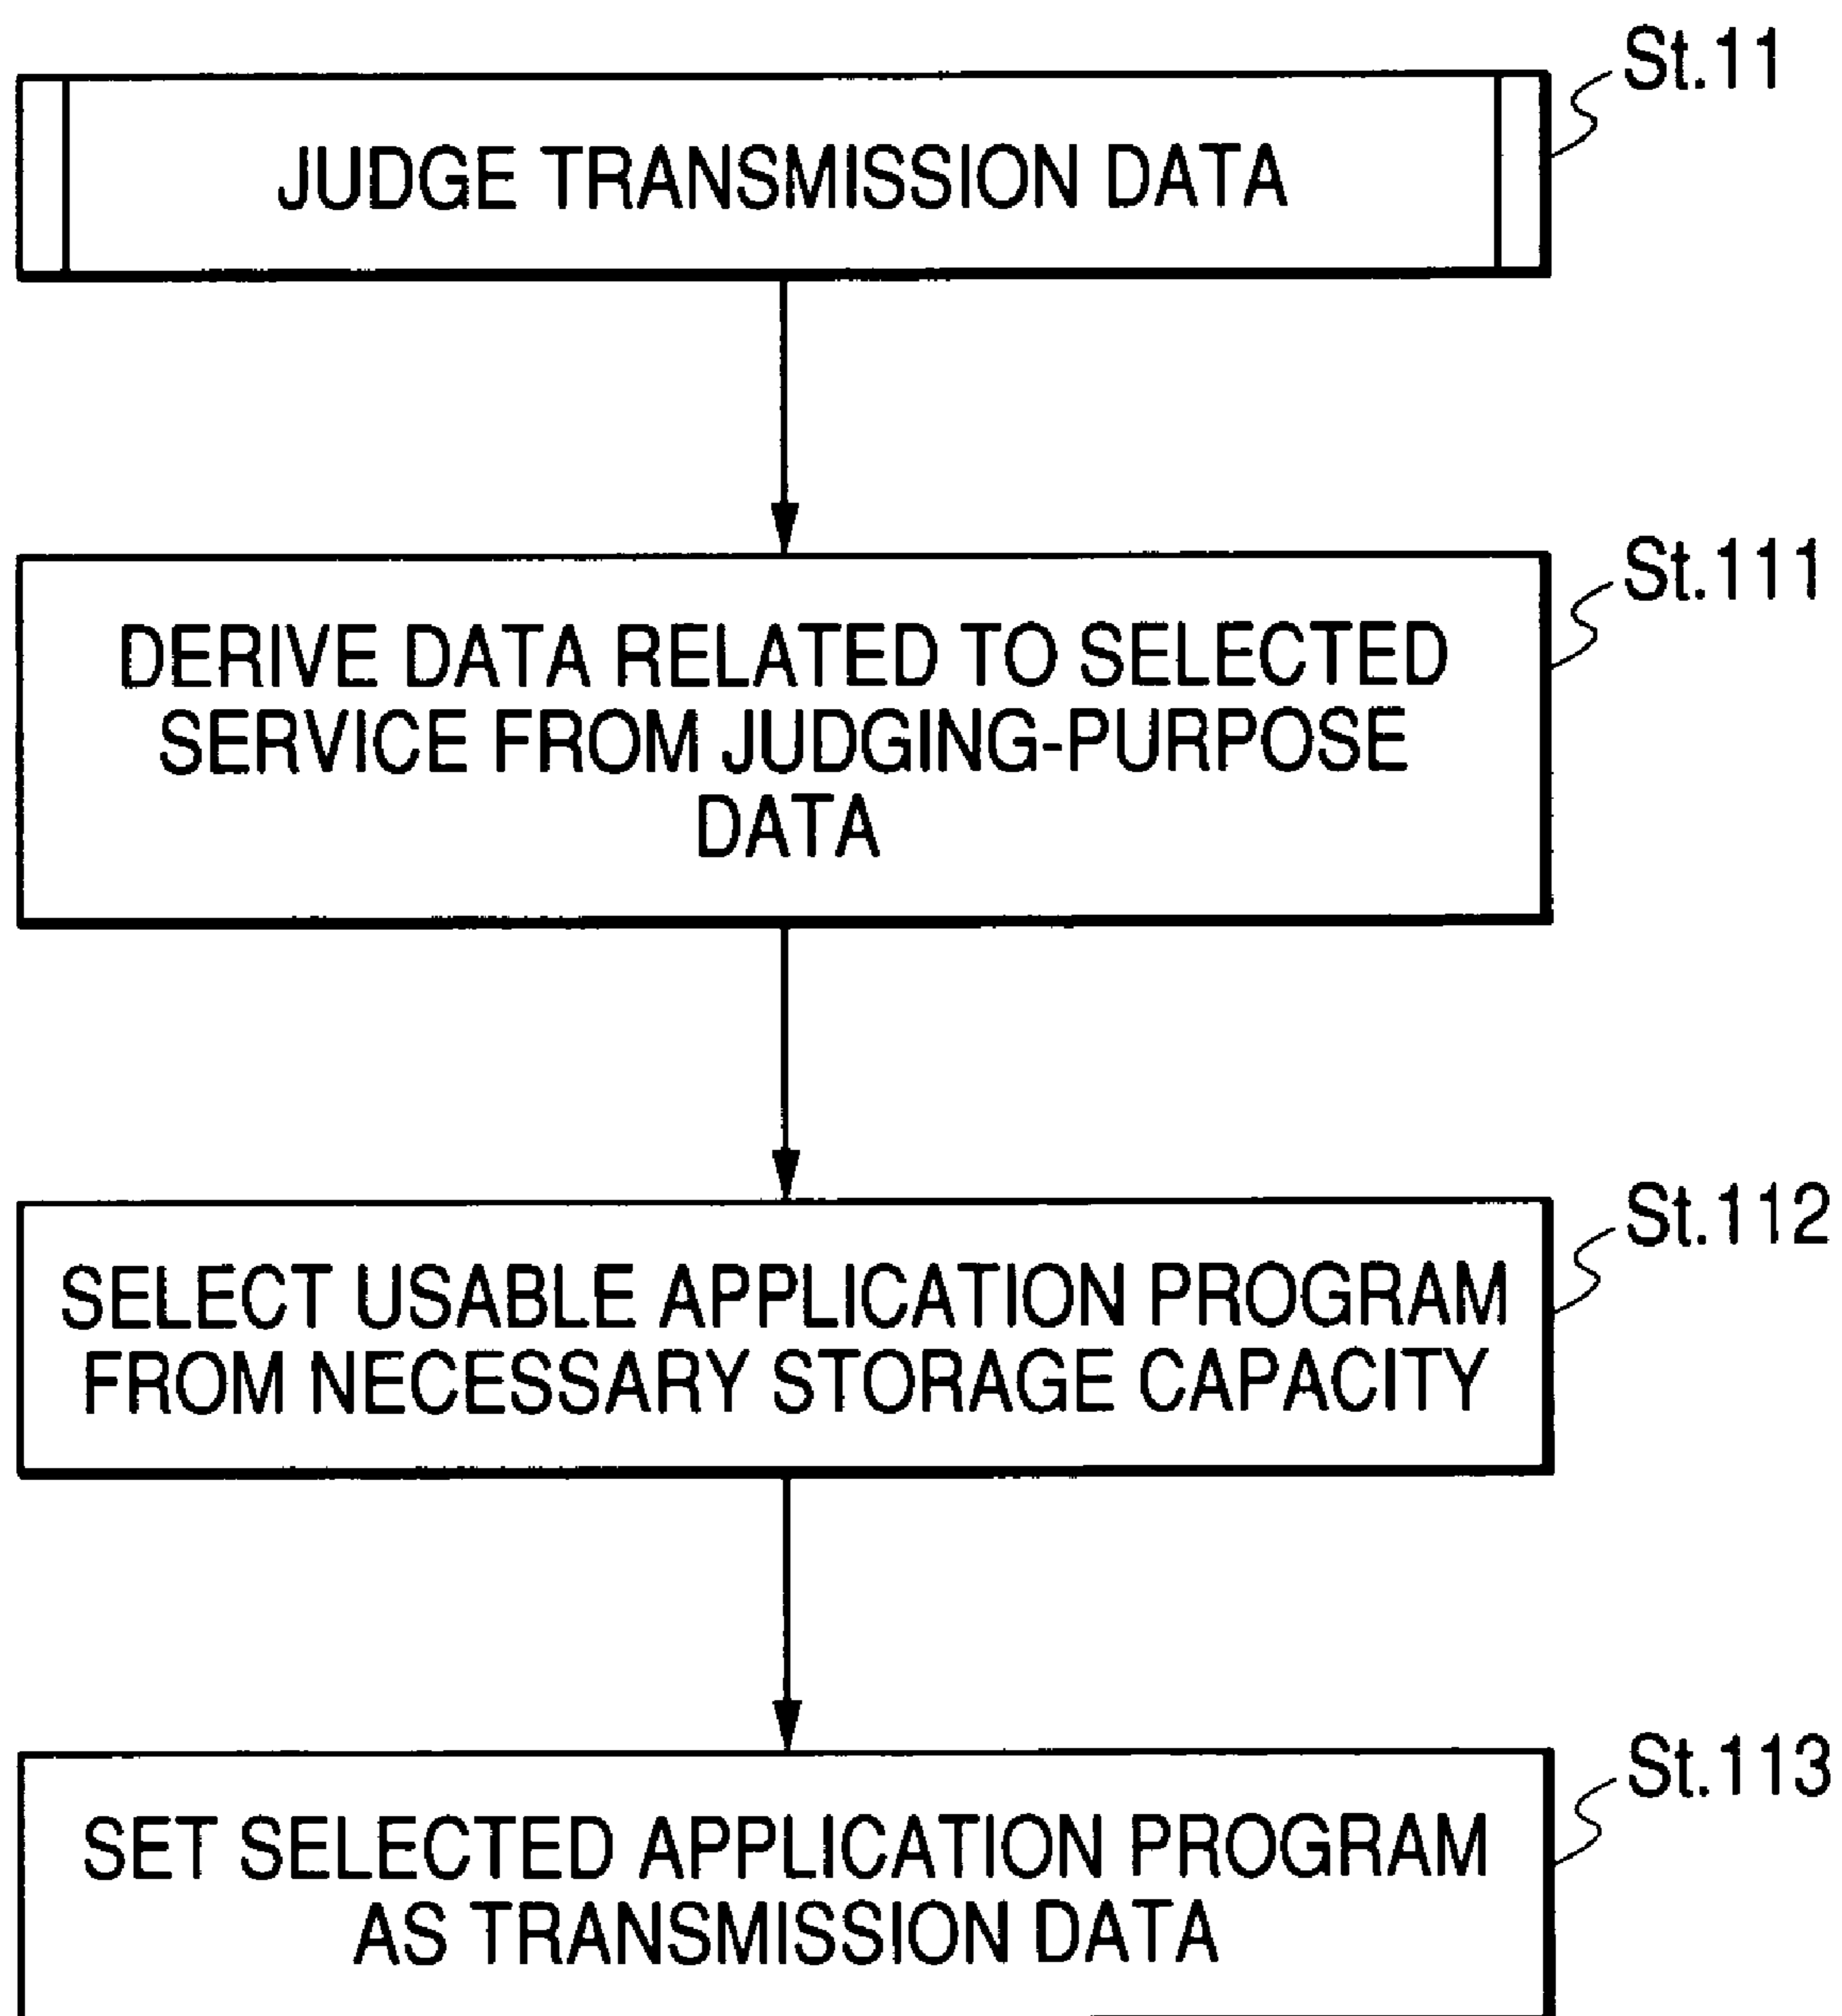 St.11
JUDGE TRANSMISSION DATA
St.111
DERIVE DATA RELATED TO SELECTED
SERVICE FROM JUDGING-PURPOSE
DATA
St.112
SELECT USABLE APPLICATION PROGRAM
FROM NECESSARY STORAGE CAPACITY
St.113
SET SELECTED APPLICATION PROGRAM
AS TRANSMISSION DATA